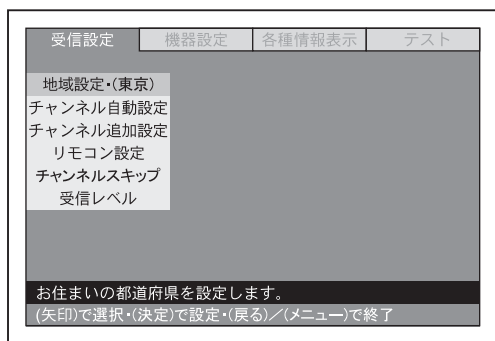 受信設定 機器設定 各種情報表示 テスト
地域設定・(東京)
チャンネル自動設定
チャンネル追加設定
リモコン設定
チャンネルスキップ
受信レベル
お住まいの都道府県を設定します。
(矢印)で選択・(決定)で設定・(戻る)／(メニュー)で終了